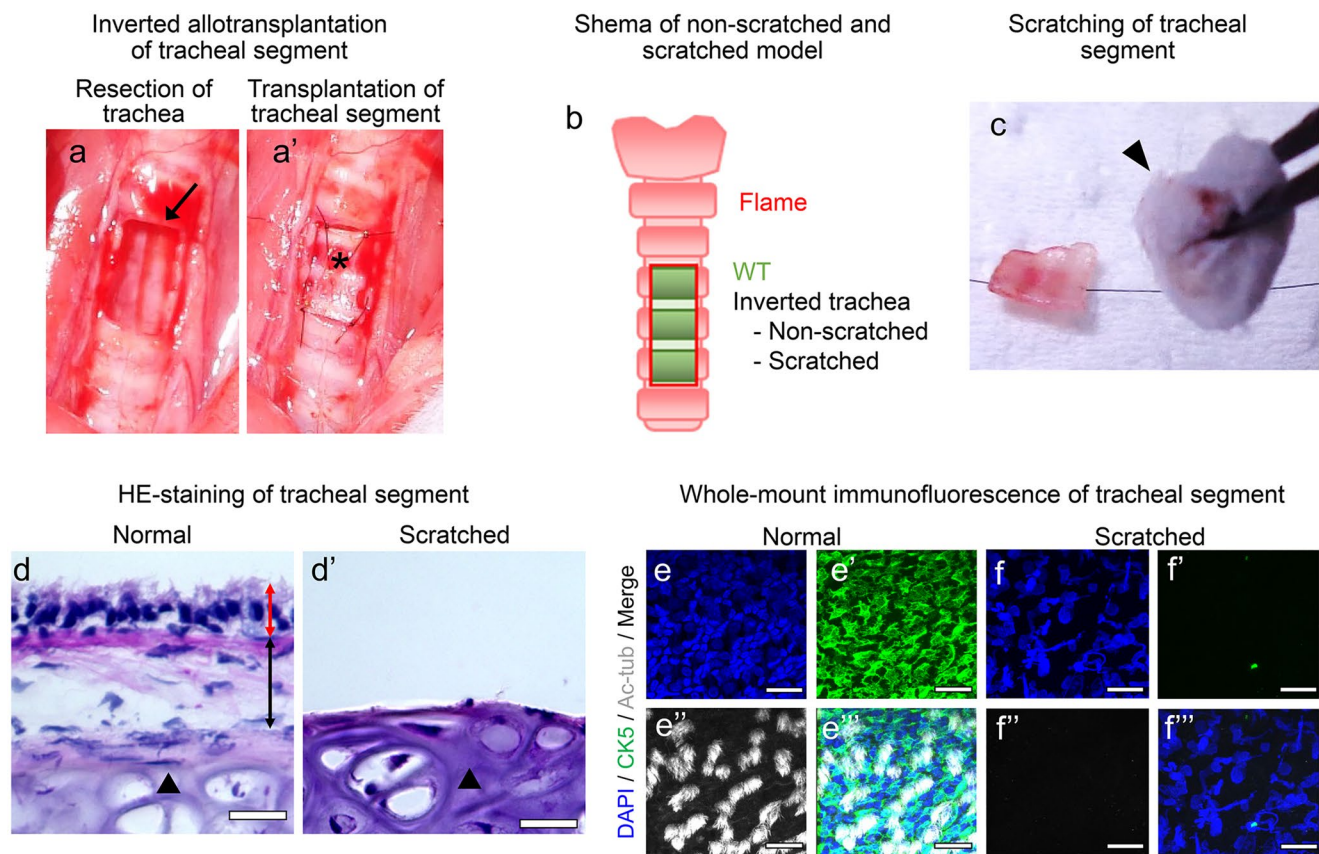 Inverted allotransplantation
of tracheal segment
Resection of
trachea
Transplantation of
tracheal segment
a
a’
*
Shema of non-scratched and
scratched model
b
Flame
WT
Inverted trachea
- Non-scratched
- Scratched
Scratching of tracheal
segment
c
HE-staining of tracheal segment
Normal
Scratched
d
d’
Whole-mount immunofluorescence of tracheal segment
Normal
Scratched
DAPI / CK5 / Ac-tub / Merge
e
e’
f
f’
e’’
e’’’
f’’
f’’’